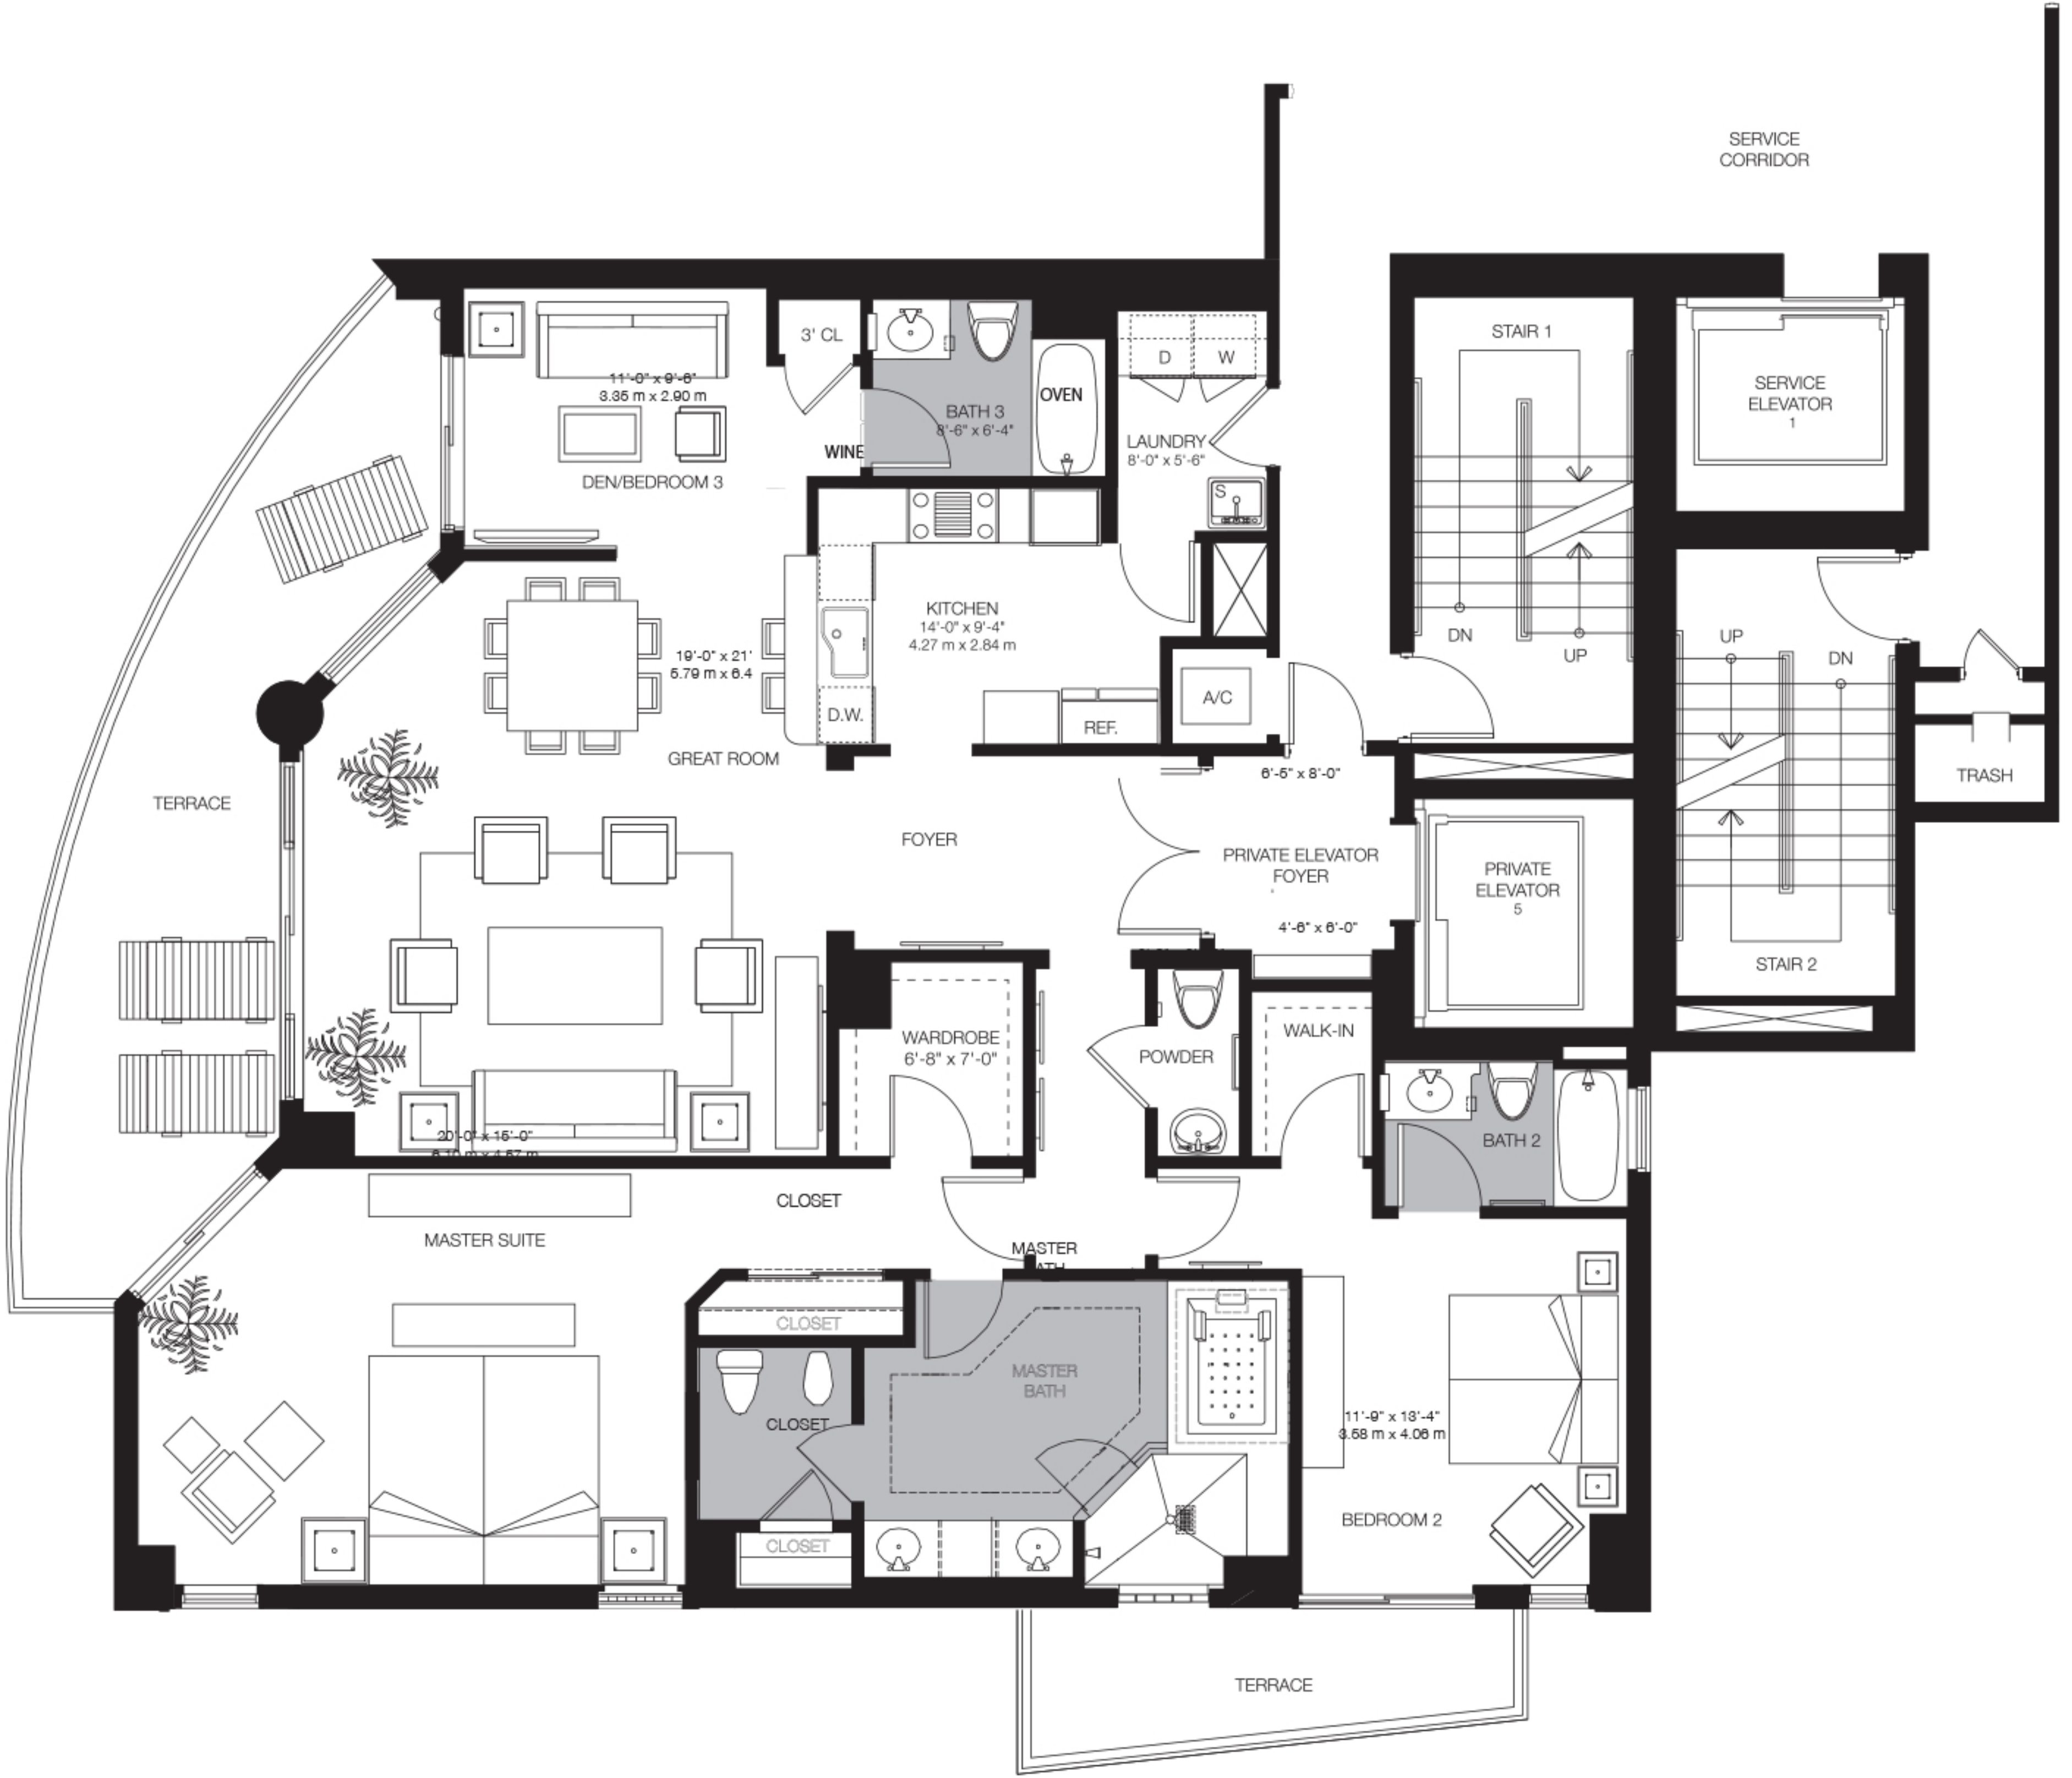 SERVICE
CORRIDOR
STAIR 1
SERVICE
ELEVATOR
1
3' CL
D
W
11'-0" x 9'-6"
3.35 m x 2.90 m
OVEN
BATH 3
8'-6" x 6'-4"
WINE
LAUNDRY
8'-0" x 5'-6"
DEN/BEDROOM 3
S
KITCHEN
14'-0" x 9'-4"
4.27 m x 2.84 m
DN
UP
UP
DN
19'-0" x 21'
5.79 m x 6.4
A/C
D.W.
REF.
GREAT ROOM
6'-5" x 8'-0"
TRASH
TERRACE
FOYER
PRIVATE ELEVATOR
FOYER
PRIVATE
ELEVATOR
5
4'-6" x 6'-0"
STAIR 2
WARDROBE
6'-8" x 7'-0"
POWDER
WALK-IN
20'-0" x 15'-0"
6.10 m x 4.57 m
BATH 2
CLOSET
MASTER SUITE
MASTER
CLOSET
MASTER
BATH
CLOSET
11'-9" x 13'-4"
3.58 m x 4.06 m
BEDROOM 2
CLOSET
TERRACE